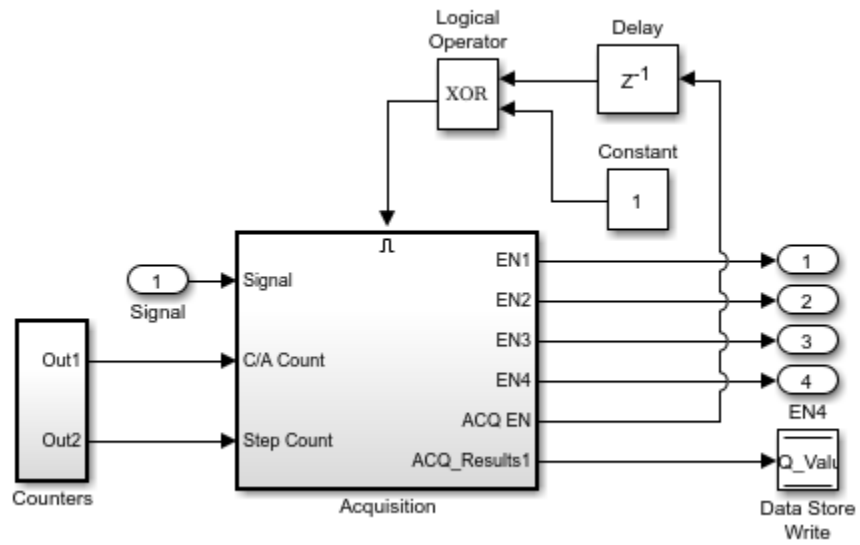 Logical
Operator
Delay
XOR
Z-1
Constant
1
1
Signal
Signal
EN1
1
EN2
2
EN3
3
Out1
C/A Count
EN4
4
EN4
ACQ EN
Out2
Step Count
ACQ_Results1
Q_Valu
Counters
Acquisition
Data Store
Write